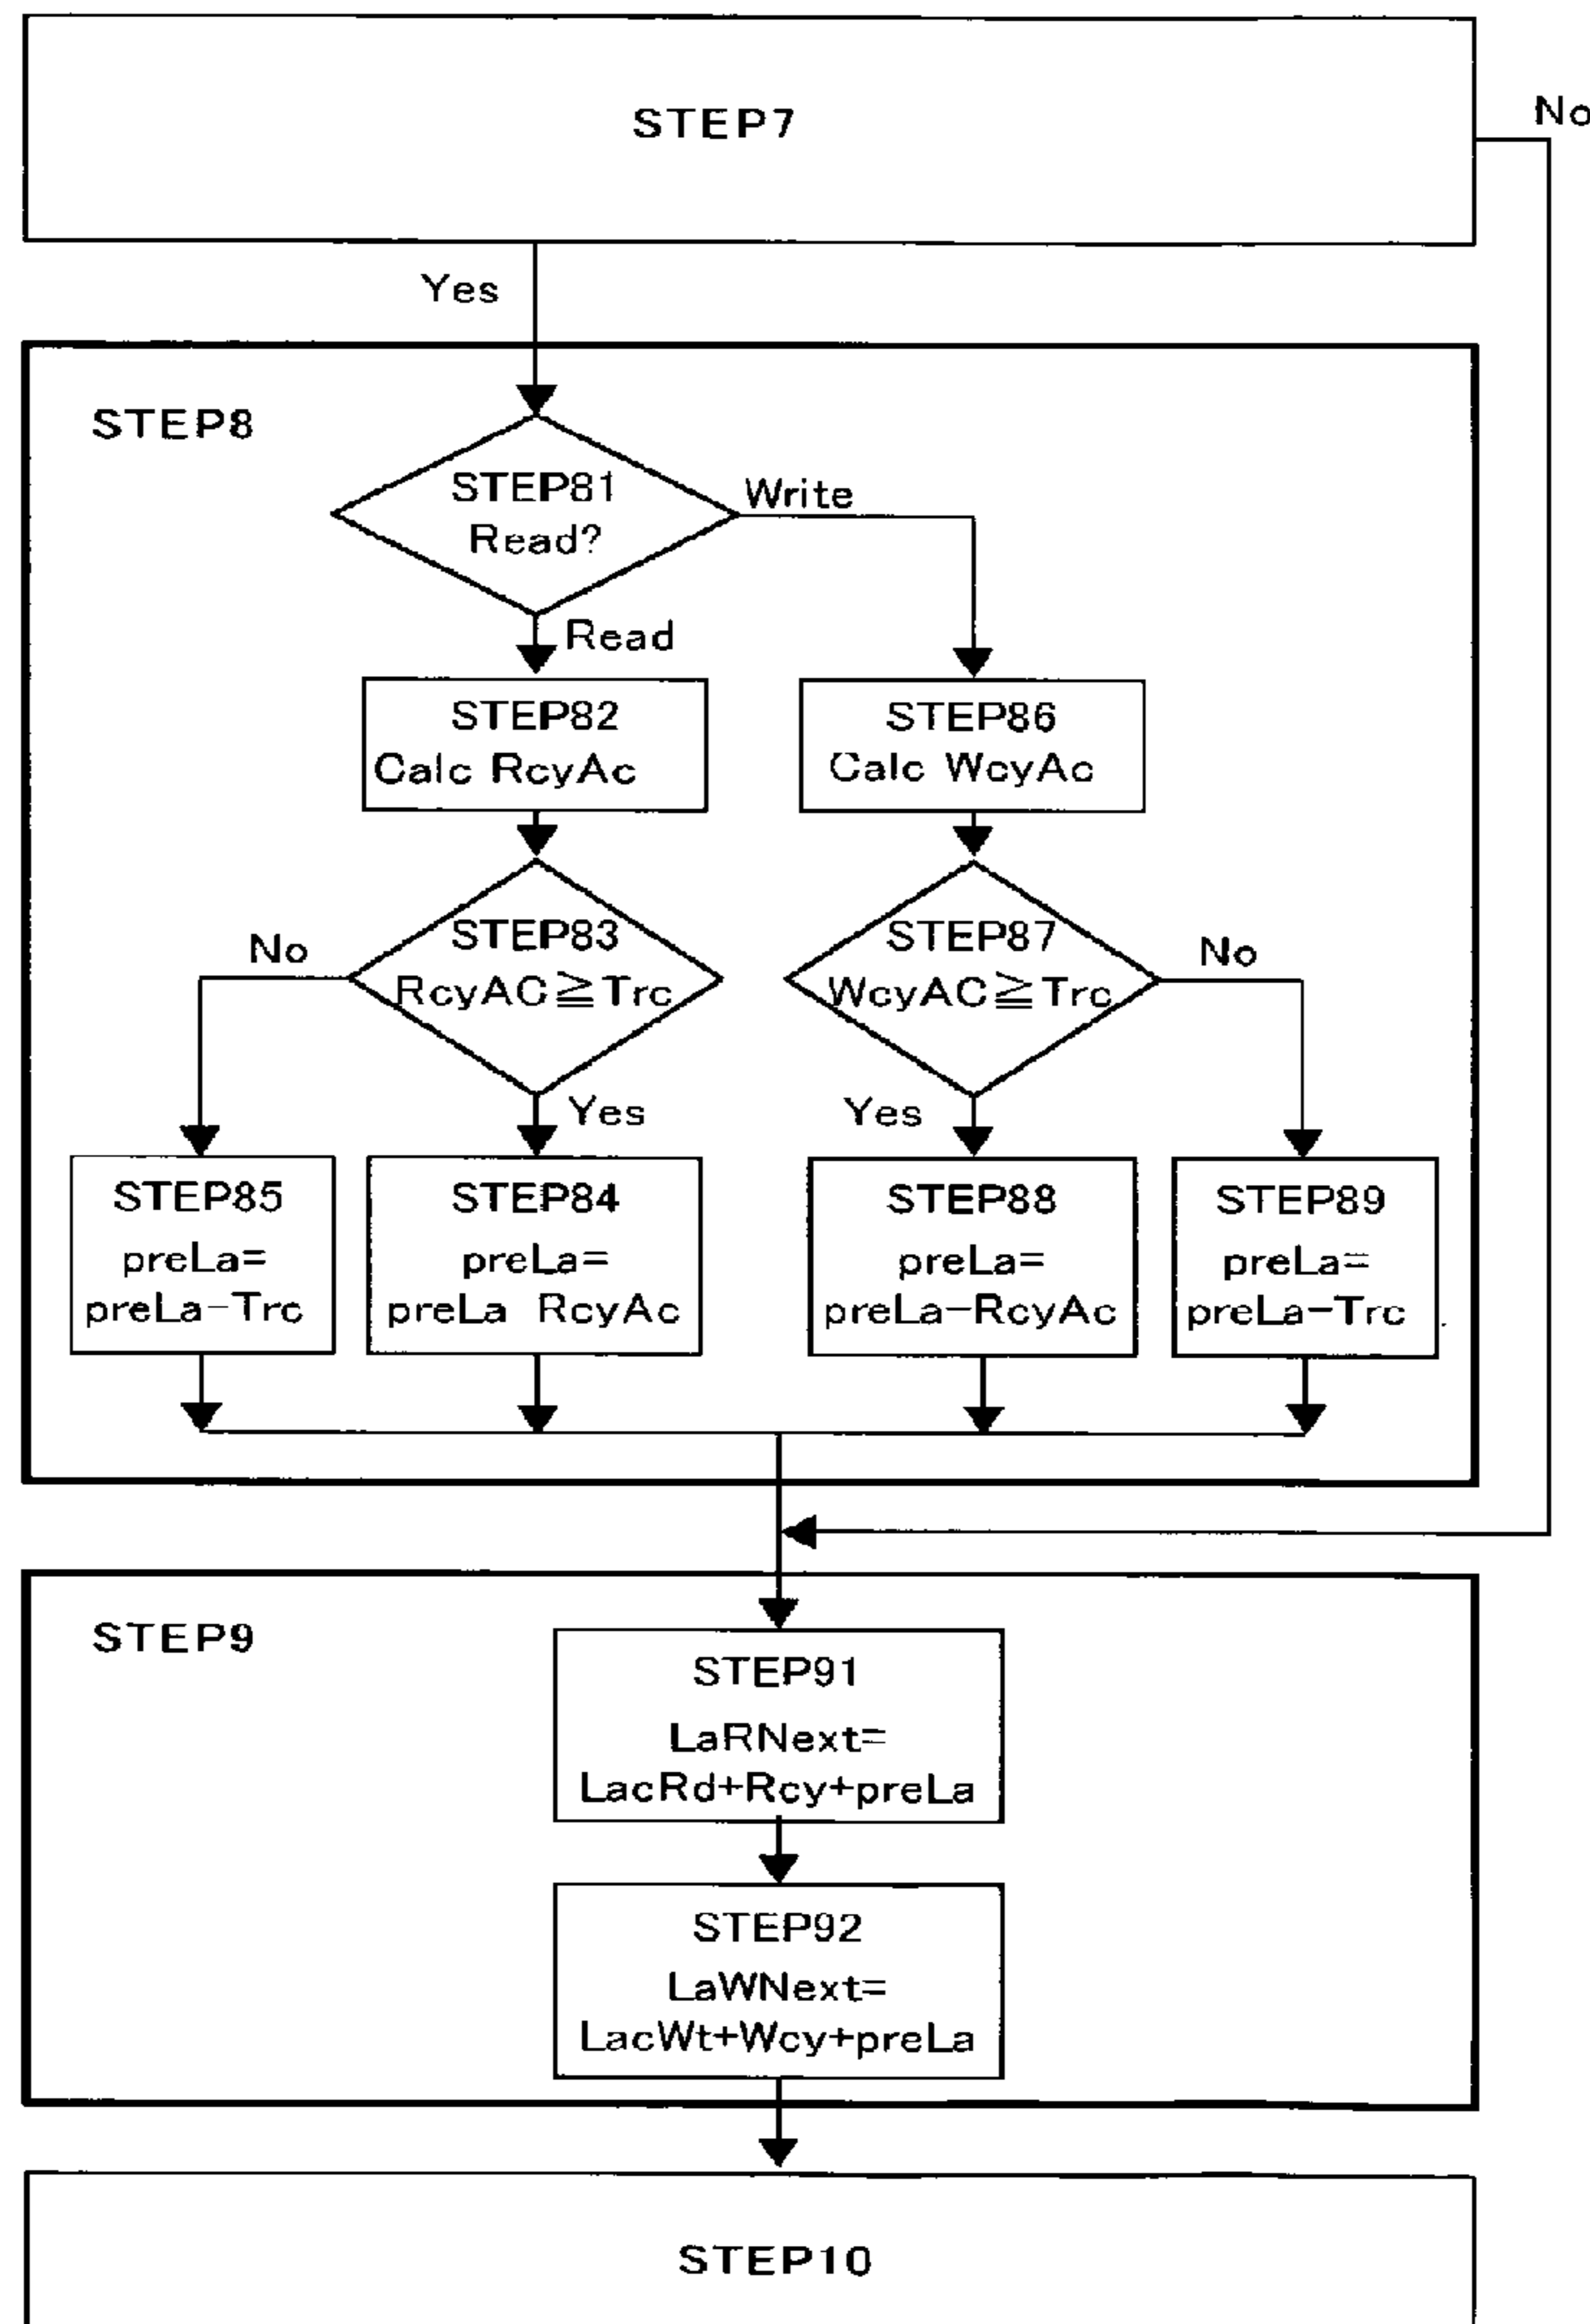 STEP7
No
Yes
STEP8
STEP81
Read?
Write
Read
STEP82
Calc RcyAc
STEP86
Calc WcyAc
STEP83
RcyAC≧Trc
No
Yes
STEP87
WcyAC≧Trc
No
Yes
STEP85
preLa=
preLa-Trc
STEP84
preLa=
preLa RcyAc
STEP88
preLa=
preLa-RcyAc
STEP89
preLa=
preLa-Trc
STEP9
STEP91
LaRNext=
LacRd+Rcy+preLa
STEP92
LaWNext=
LacWt+Wcy+preLa
STEP10